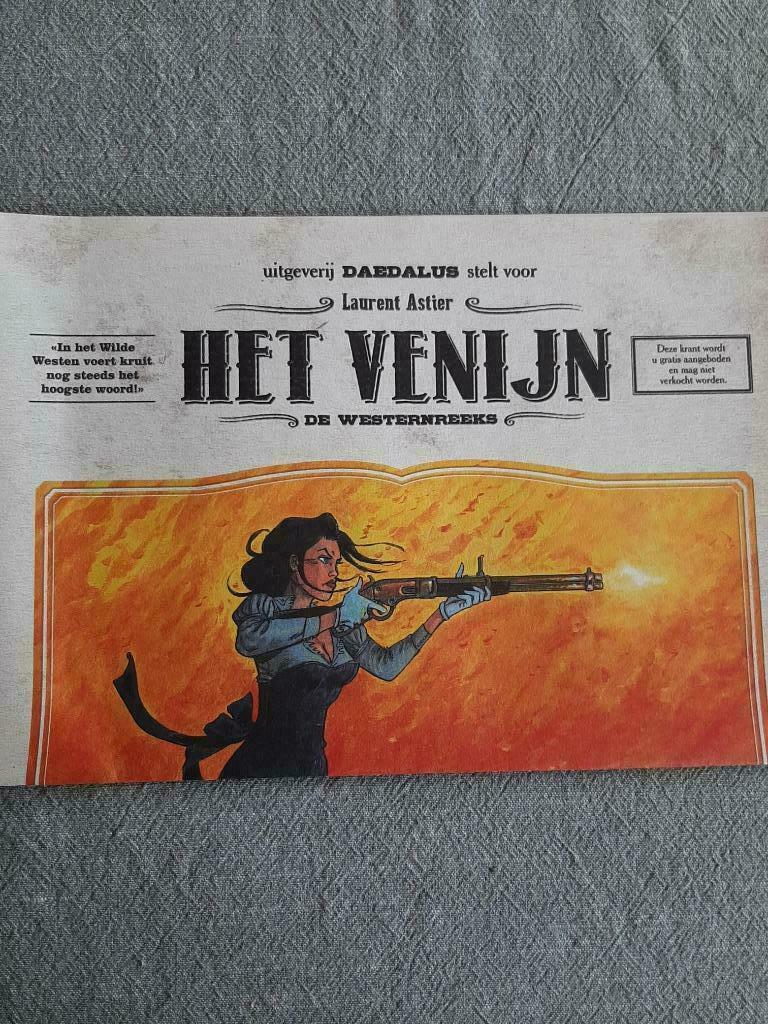 uitgeverij DAEDALUS stelt voor
Laurent Astier
«In het Wilde
Westen voert kruit
nog steeds het
hoogste woord!»
HET VENIJN
DE WESTERNREEKS
Deze krant wordt
u gratis aangeboden
en mag niet
verkocht worden.